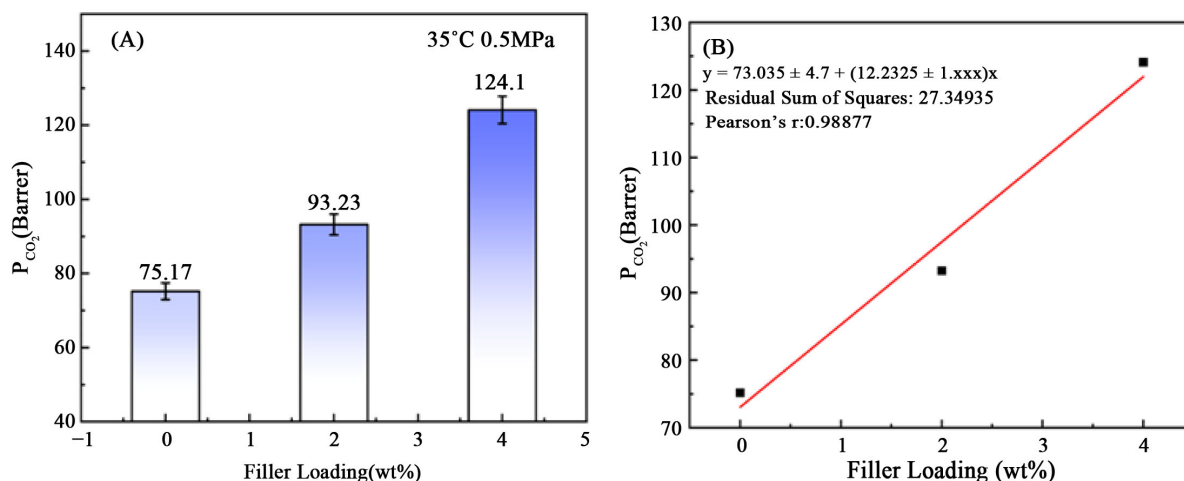 (A)
35°C 0.5MPa
140
120
100
80
60
40
124.1
93.23
75.17
P_CO2(Barrer)
−1 0 1 2 3 4 5
Filler Loading(wt%)
(B)
y = 73.035 ± 4.7 + (12.2325 ± 1.xxx)x
Residual Sum of Squares: 27.34935
Pearson’s r:0.98877
130
120
110
100
90
80
70
P_CO2(Barrer)
0 1 2 3 4
Filler Loading (wt%)